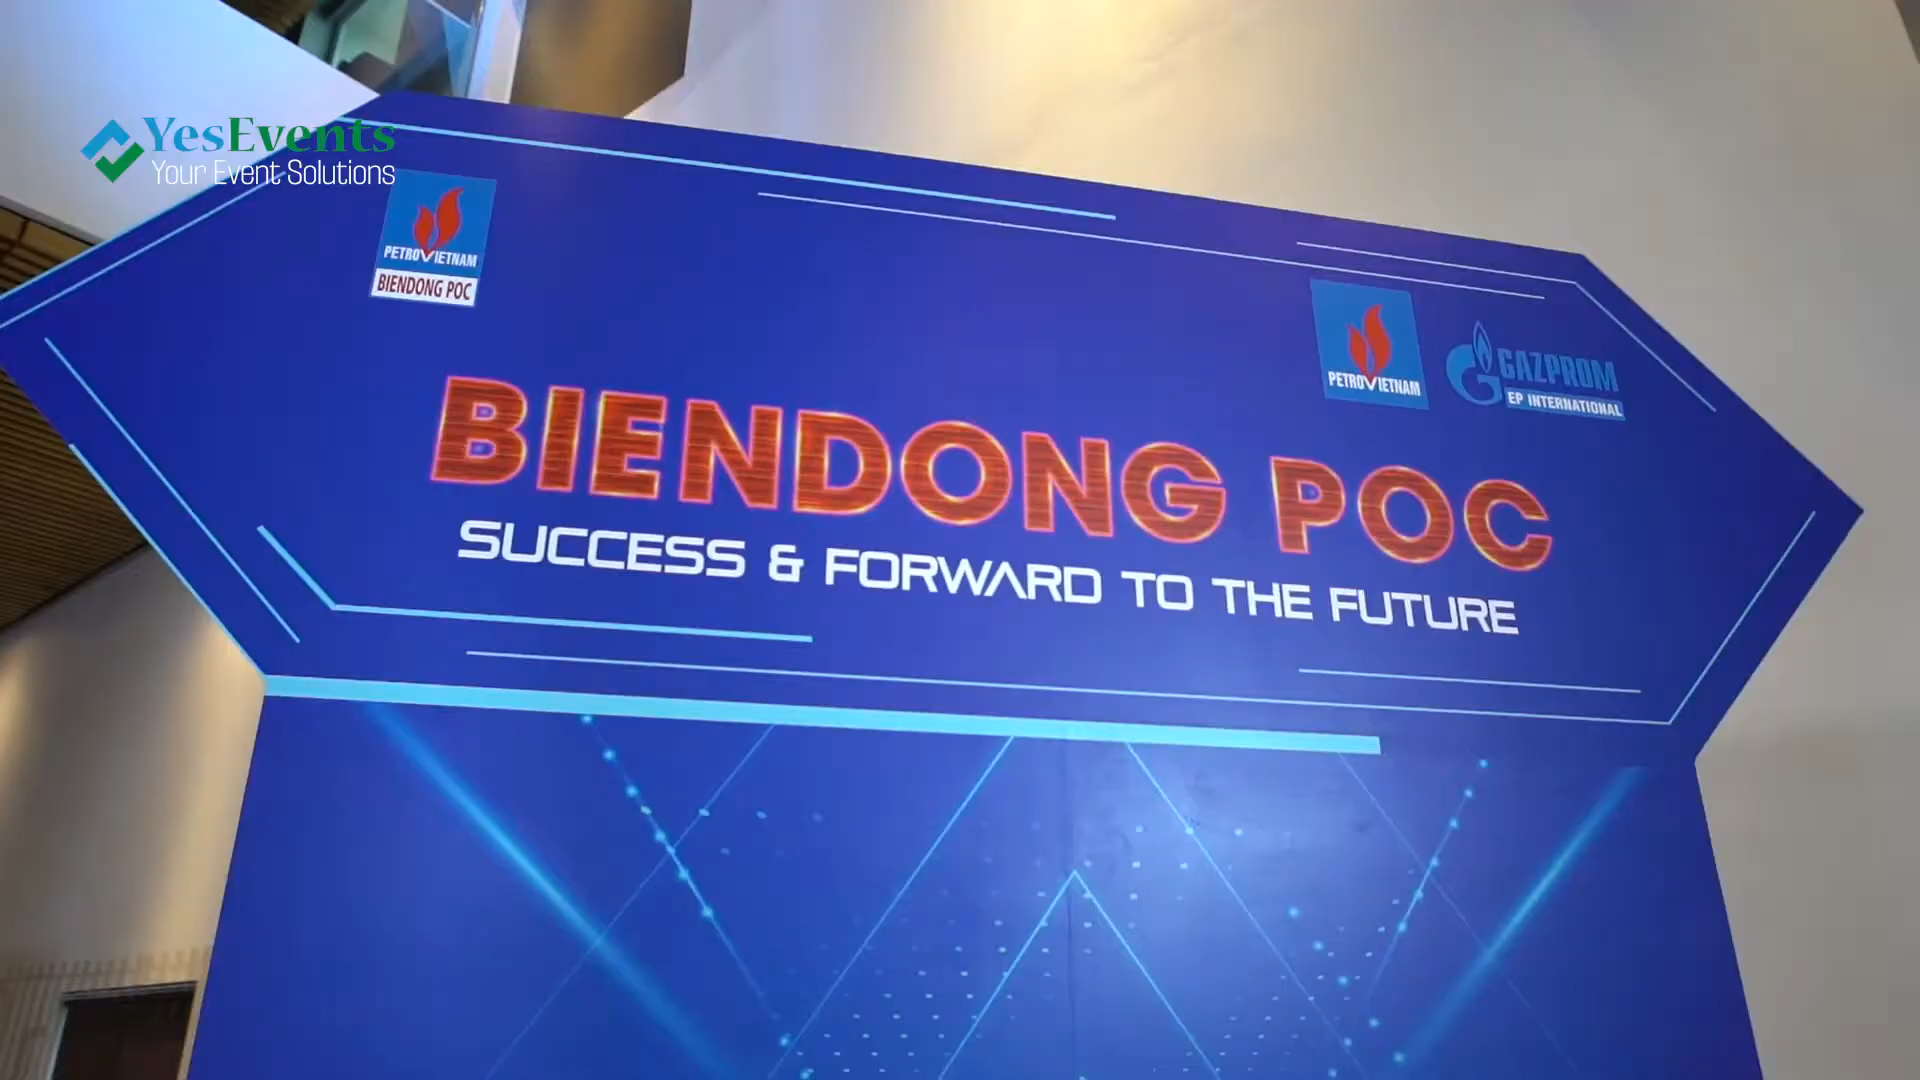 YesEvents
Your Event Solutions
PETROVIETNAM
BIENDONG POC
PETROVIETNAM
GAZPROM
EP INTERNATIONAL
BIENDONG POC
SUCCESS & FORWARD TO THE FUTURE